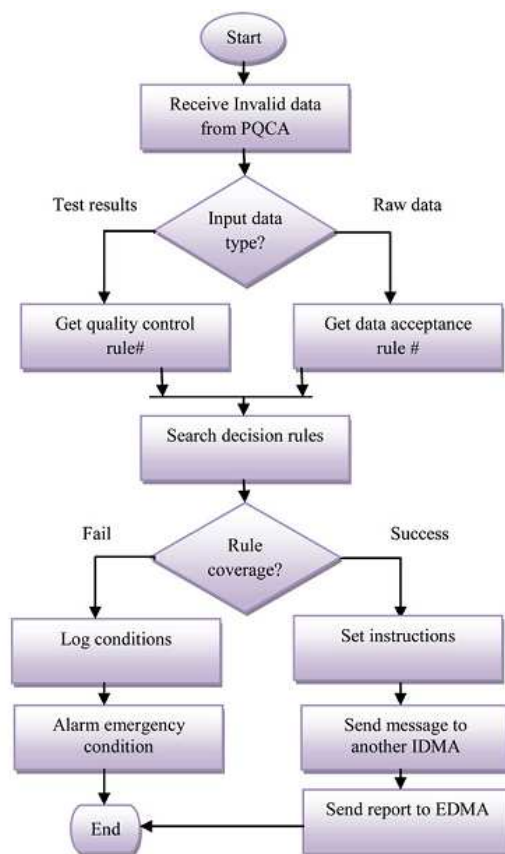 Start
Receive Invalid data
from PQCA
Test results
Input data
type?
Raw data
Get quality control
rule#
Get data acceptance
rule #
Search decision rules
Fail
Rule
coverage?
Success
Log conditions
Set instructions
Alarm emergency
condition
Send message to
another IDMA
Send report to EDMA
End